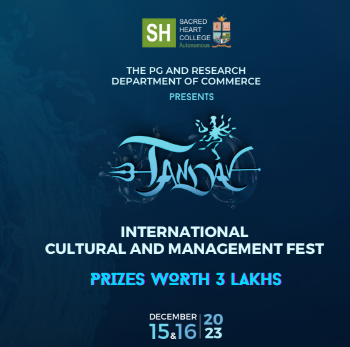 SH
SACRED
HEART
COLLEGE
Autonomous
THE PG AND RESEARCH
DEPARTMENT OF COMMERCE
PRESENTS
TANDAV
INTERNATIONAL
CULTURAL AND MANAGEMENT FEST
PRIZES WORTH 3 LAKHS
DECEMBER
15 & 16
20
23